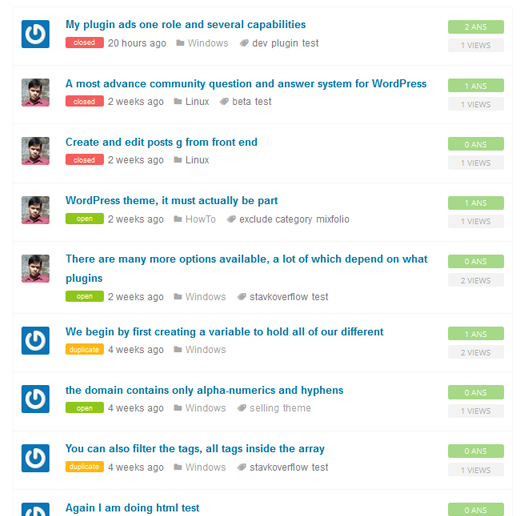 My plugin ads one role and several capabilities
2 ANS
closed 20 hours ago Windows dev plugin test
1 VIEWS
A most advance community question and answer system for WordPress
1 ANS
closed 2 weeks ago Linux beta test
1 VIEWS
Create and edit posts g from front end
0 ANS
closed 2 weeks ago Linux
1 VIEWS
WordPress theme, it must actually be part
1 ANS
open 2 weeks ago HowTo exclude category mixfolio
1 VIEWS
There are many more options available, a lot of which depend on what
0 ANS
plugins
2 VIEWS
open 2 weeks ago Windows stavkoverflow test
We begin by first creating a variable to hold all of our different
1 ANS
duplicate 4 weeks ago Windows
2 VIEWS
the domain contains only alpha-numerics and hyphens
0 ANS
open 4 weeks ago Windows selling theme
1 VIEWS
You can also filter the tags, all tags inside the array
0 ANS
duplicate 4 weeks ago Windows stavkoverflow test
1 VIEWS
Again I am doing html test
0 ANS